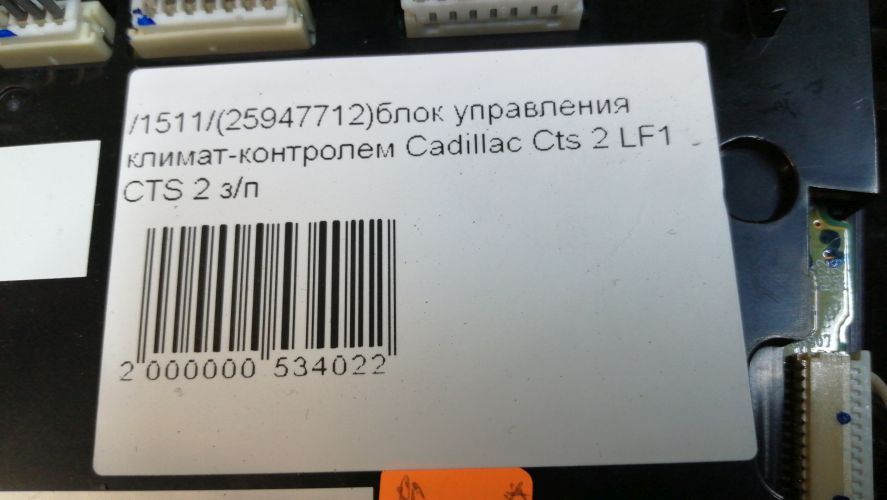 /1511/(25947712)блок управления
климат-контролем Cadillac Cts 2 LF1
CTS 2 з/п
2 000000 534022